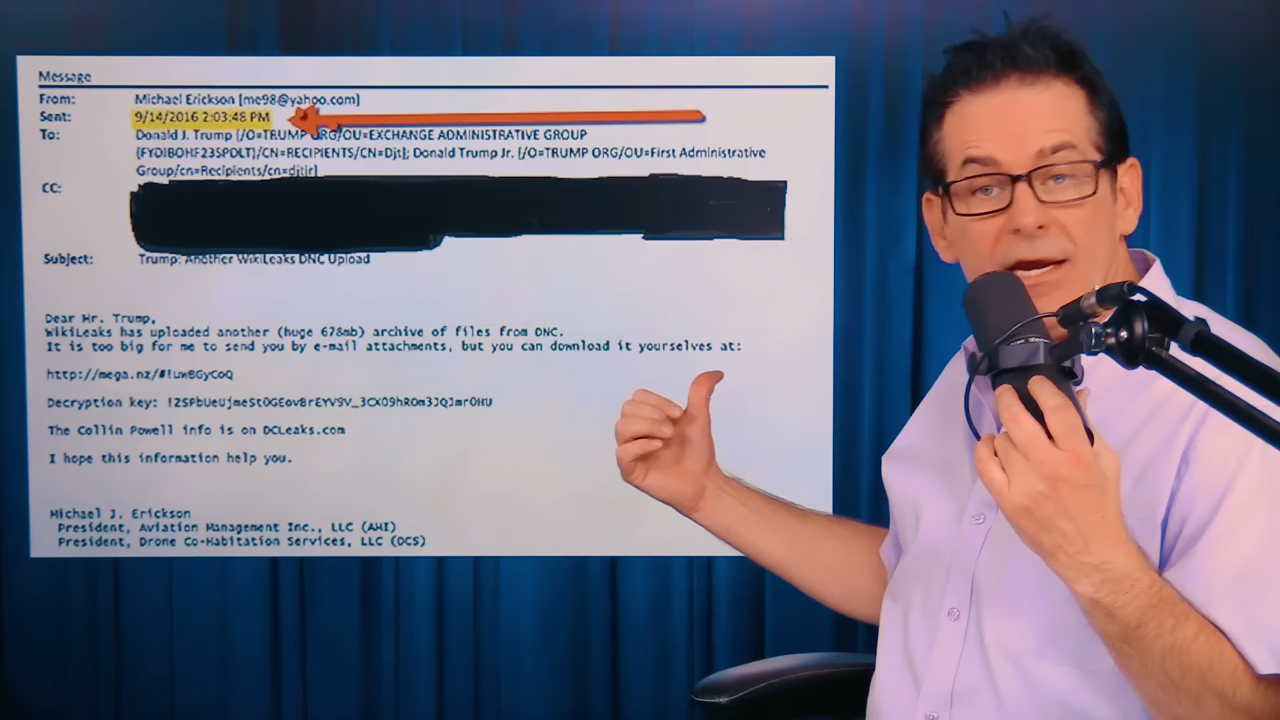 Message
From: Michael Erickson [me98@yahoo.com]
Sent: 9/14/2016 2:03:48 PM
To: Donald J. Trump [/O=TRUMP ORG/OU=EXCHANGE ADMINISTRATIVE GROUP
(FYDIBOHF23SPDLT)/CN=RECIPIENTS/CN=Djt]; Donald Trump Jr. [/O=TRUMP ORG/OU=First Administrative
Group/cn=Recipients/cn=djtjr]
CC:
Subject: Trump: Another WikiLeaks DNC Upload
Dear Mr. Trump,
WikiLeaks has uploaded another (huge 678mb) archive of files from DNC.
It is too big for me to send you by e-mail attachments, but you can download it yourselves at:
Decryption key:
The Collin Powell info is on DCLeaks.com
I hope this information help you.
Michael J. Erickson
President, Aviation Management Inc., LLC (AMI)
President, Drone Co-Habitation Services, LLC (DCS)